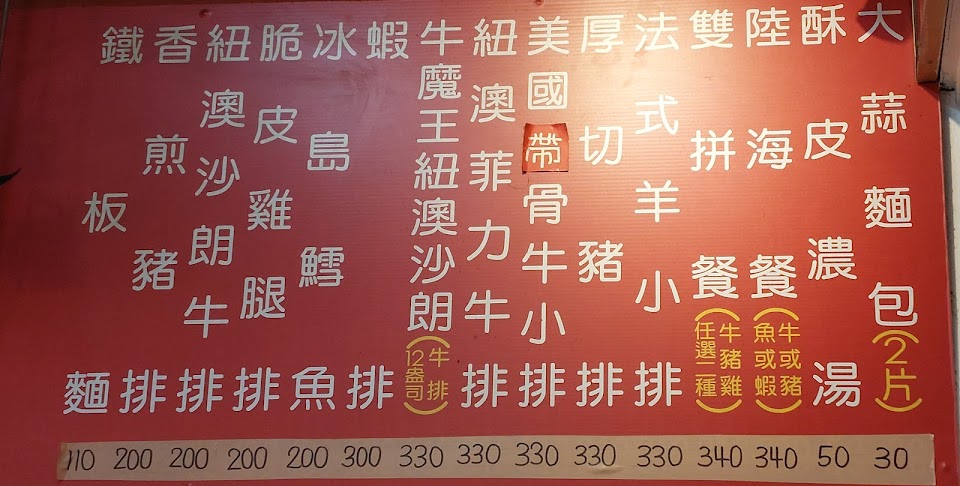 大蒜麵包(2片)
30
酥皮濃湯
50
陸海餐(牛或豬
魚或蝦)
340
雙拼餐(牛豬雞
任選二種)
340
法式羊小排
330
厚切豬排
330
美國帶骨牛小排
330
紐澳菲力牛排
330
牛魔王紐澳沙朗(牛排
12盎司)
330
蝦排
300
冰島鱈魚
200
脆皮雞腿排
200
紐澳沙朗牛排
200
香煎豬排
200
鐵板麵
110